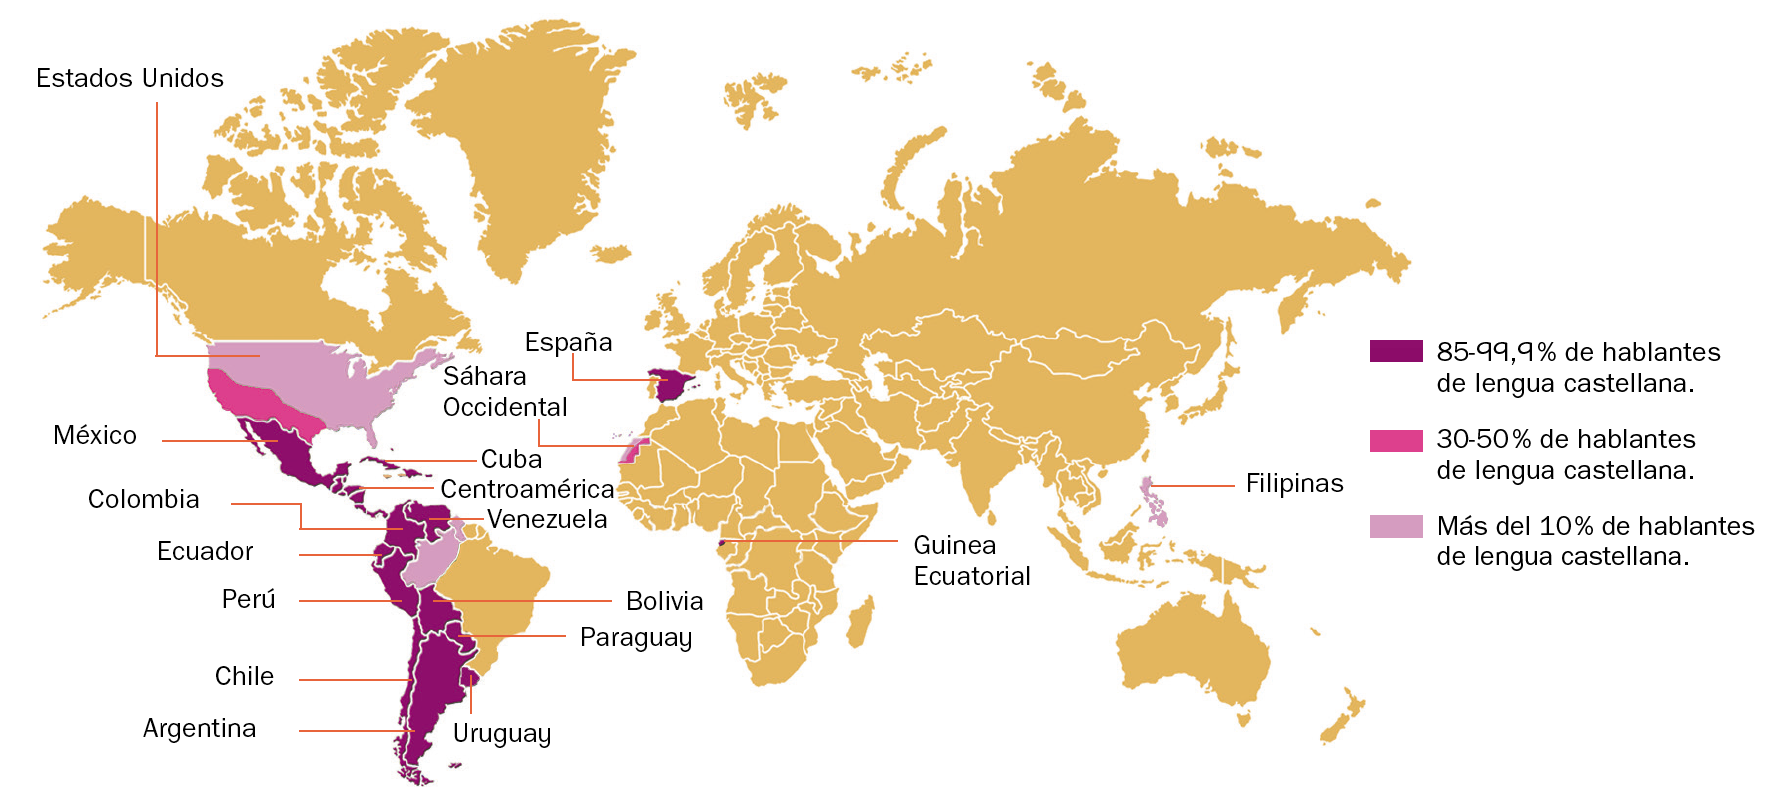 Estados Unidos
España
Sáhara
Occidental
México
Cuba
Centroamérica
Colombia
Venezuela
Ecuador
Perú
Bolivia
Paraguay
Chile
Argentina
Uruguay
Guinea
Ecuatorial
Filipinas
85-99,9% de hablantes
de lengua castellana.
30-50% de hablantes
de lengua castellana.
Más del 10% de hablantes
de lengua castellana.